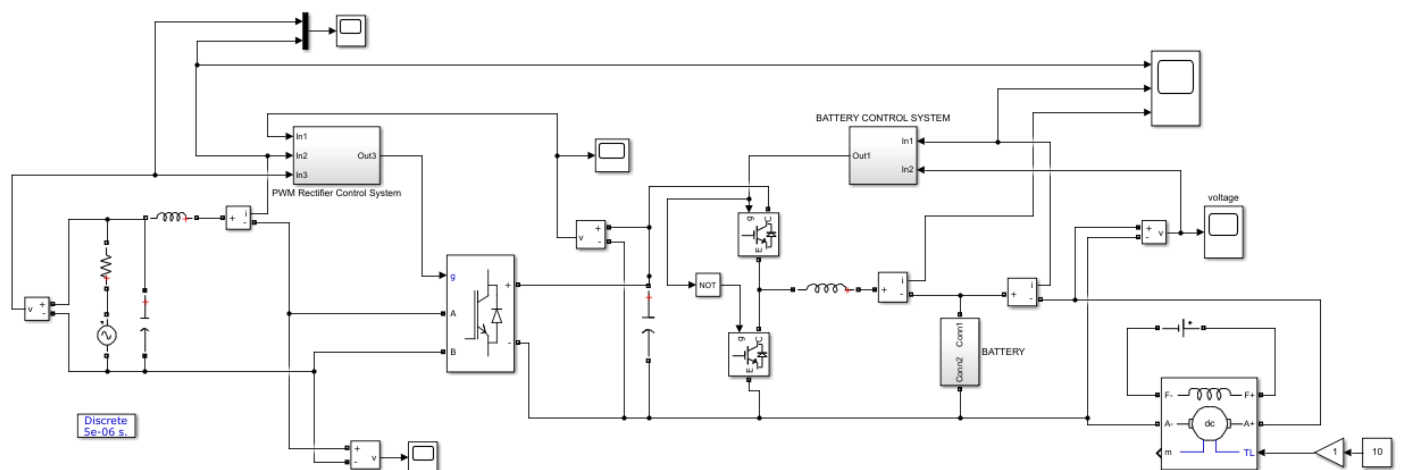 BATTERY CONTROL SYSTEM
In1
In2
In3
Out3
PWM Rectifier Control System
Out1
In1
In2
voltage
+
-
i
+
-
v
+
-
v
g
C
E
+
-
v
NOT
g
C
E
+
-
i
+
-
i
+
-
v
g
A
B
+
-
Conn1
Conn2
BATTERY
+
F-
F+
A-
dc
A+
m
TL
1
10
Discrete
5e-06 s.
+
-
v